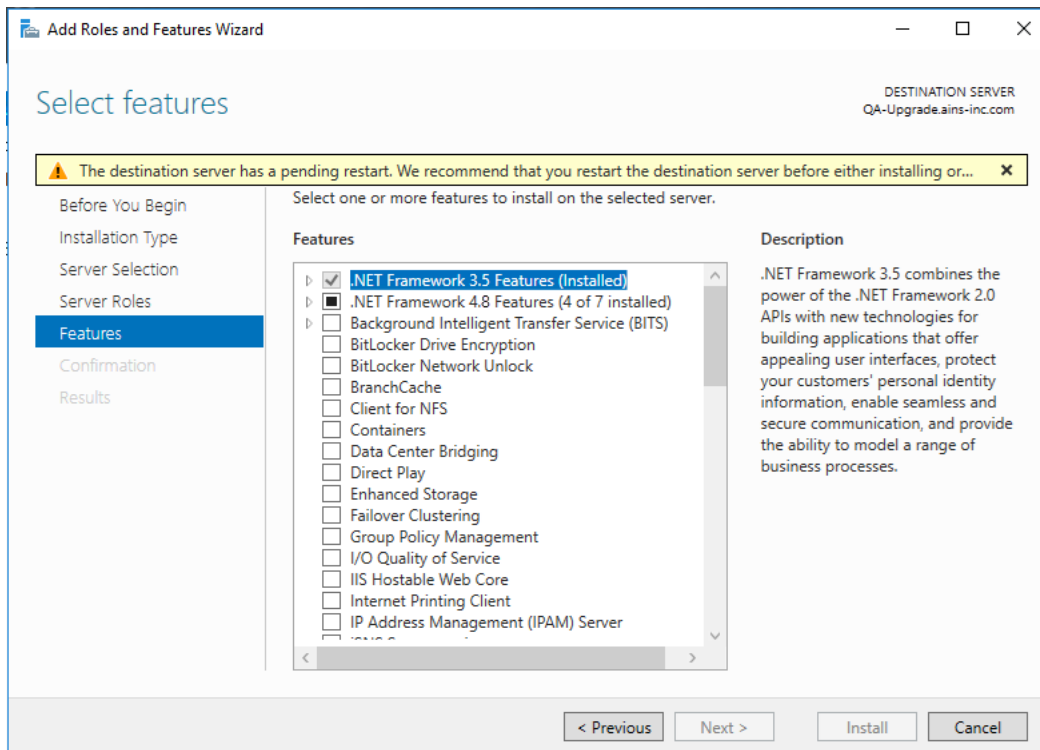 Add Roles and Features Wizard
Select features
DESTINATION SERVER
QA-Upgrade.ains-inc.com
The destination server has a pending restart. We recommend that you restart the destination server before either installing or...
Before You Begin
Installation Type
Server Selection
Server Roles
Features
Confirmation
Results
Select one or more features to install on the selected server.
Features
.NET Framework 3.5 Features (Installed)
.NET Framework 4.8 Features (4 of 7 installed)
Background Intelligent Transfer Service (BITS)
BitLocker Drive Encryption
BitLocker Network Unlock
BranchCache
Client for NFS
Containers
Data Center Bridging
Direct Play
Enhanced Storage
Failover Clustering
Group Policy Management
I/O Quality of Service
IIS Hostable Web Core
Internet Printing Client
IP Address Management (IPAM) Server
Description
.NET Framework 3.5 combines the
power of the .NET Framework 2.0
APIs with new technologies for
building applications that offer
appealing user interfaces, protect
your customers' personal identity
information, enable seamless and
secure communication, and provide
the ability to model a range of
business processes.
< Previous
Next >
Install
Cancel